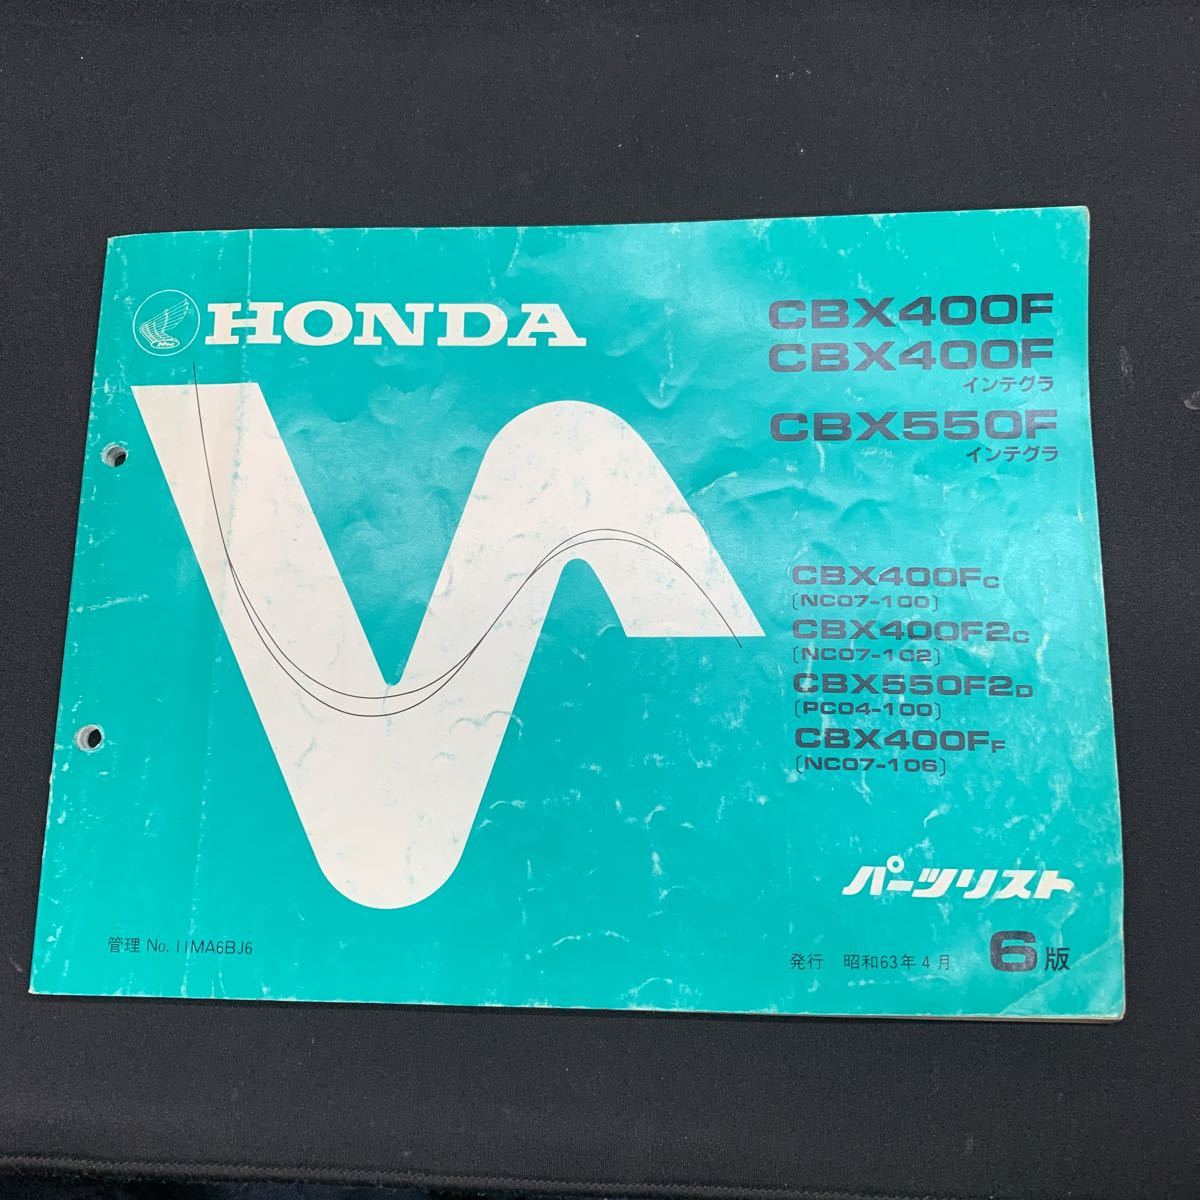 HONDA
CBX400F
CBX400F
インテグラ
CBX550F
インテグラ
CBX400FC
[NC07-100]
CBX400F2C
[NC07-102]
CBX550F2D
[PC04-100]
CBX400FF
[NC07-106]
パーツリスト
管理 No. 11MA6BJ6
発行 昭和63年4月 6版